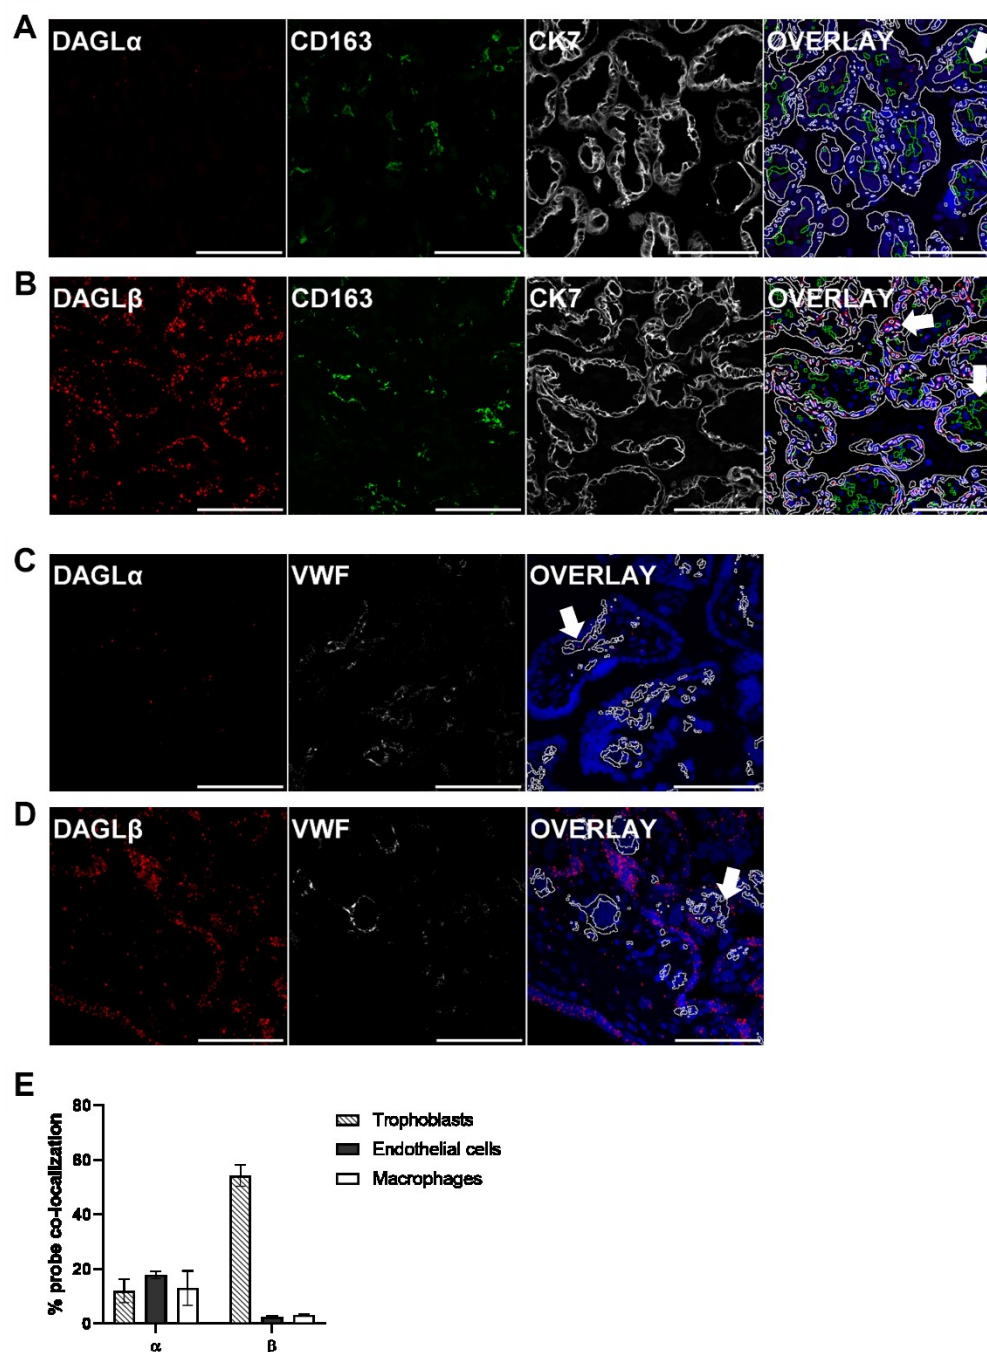 A
DAGLα
CD163
CK7
OVERLAY
B
DAGLβ
CD163
CK7
OVERLAY
C
DAGLα
VWF
OVERLAY
D
DAGLβ
VWF
OVERLAY
E
% probe co-localization
80
60
40
20
0
α
β
Trophoblasts
Endothelial cells
Macrophages